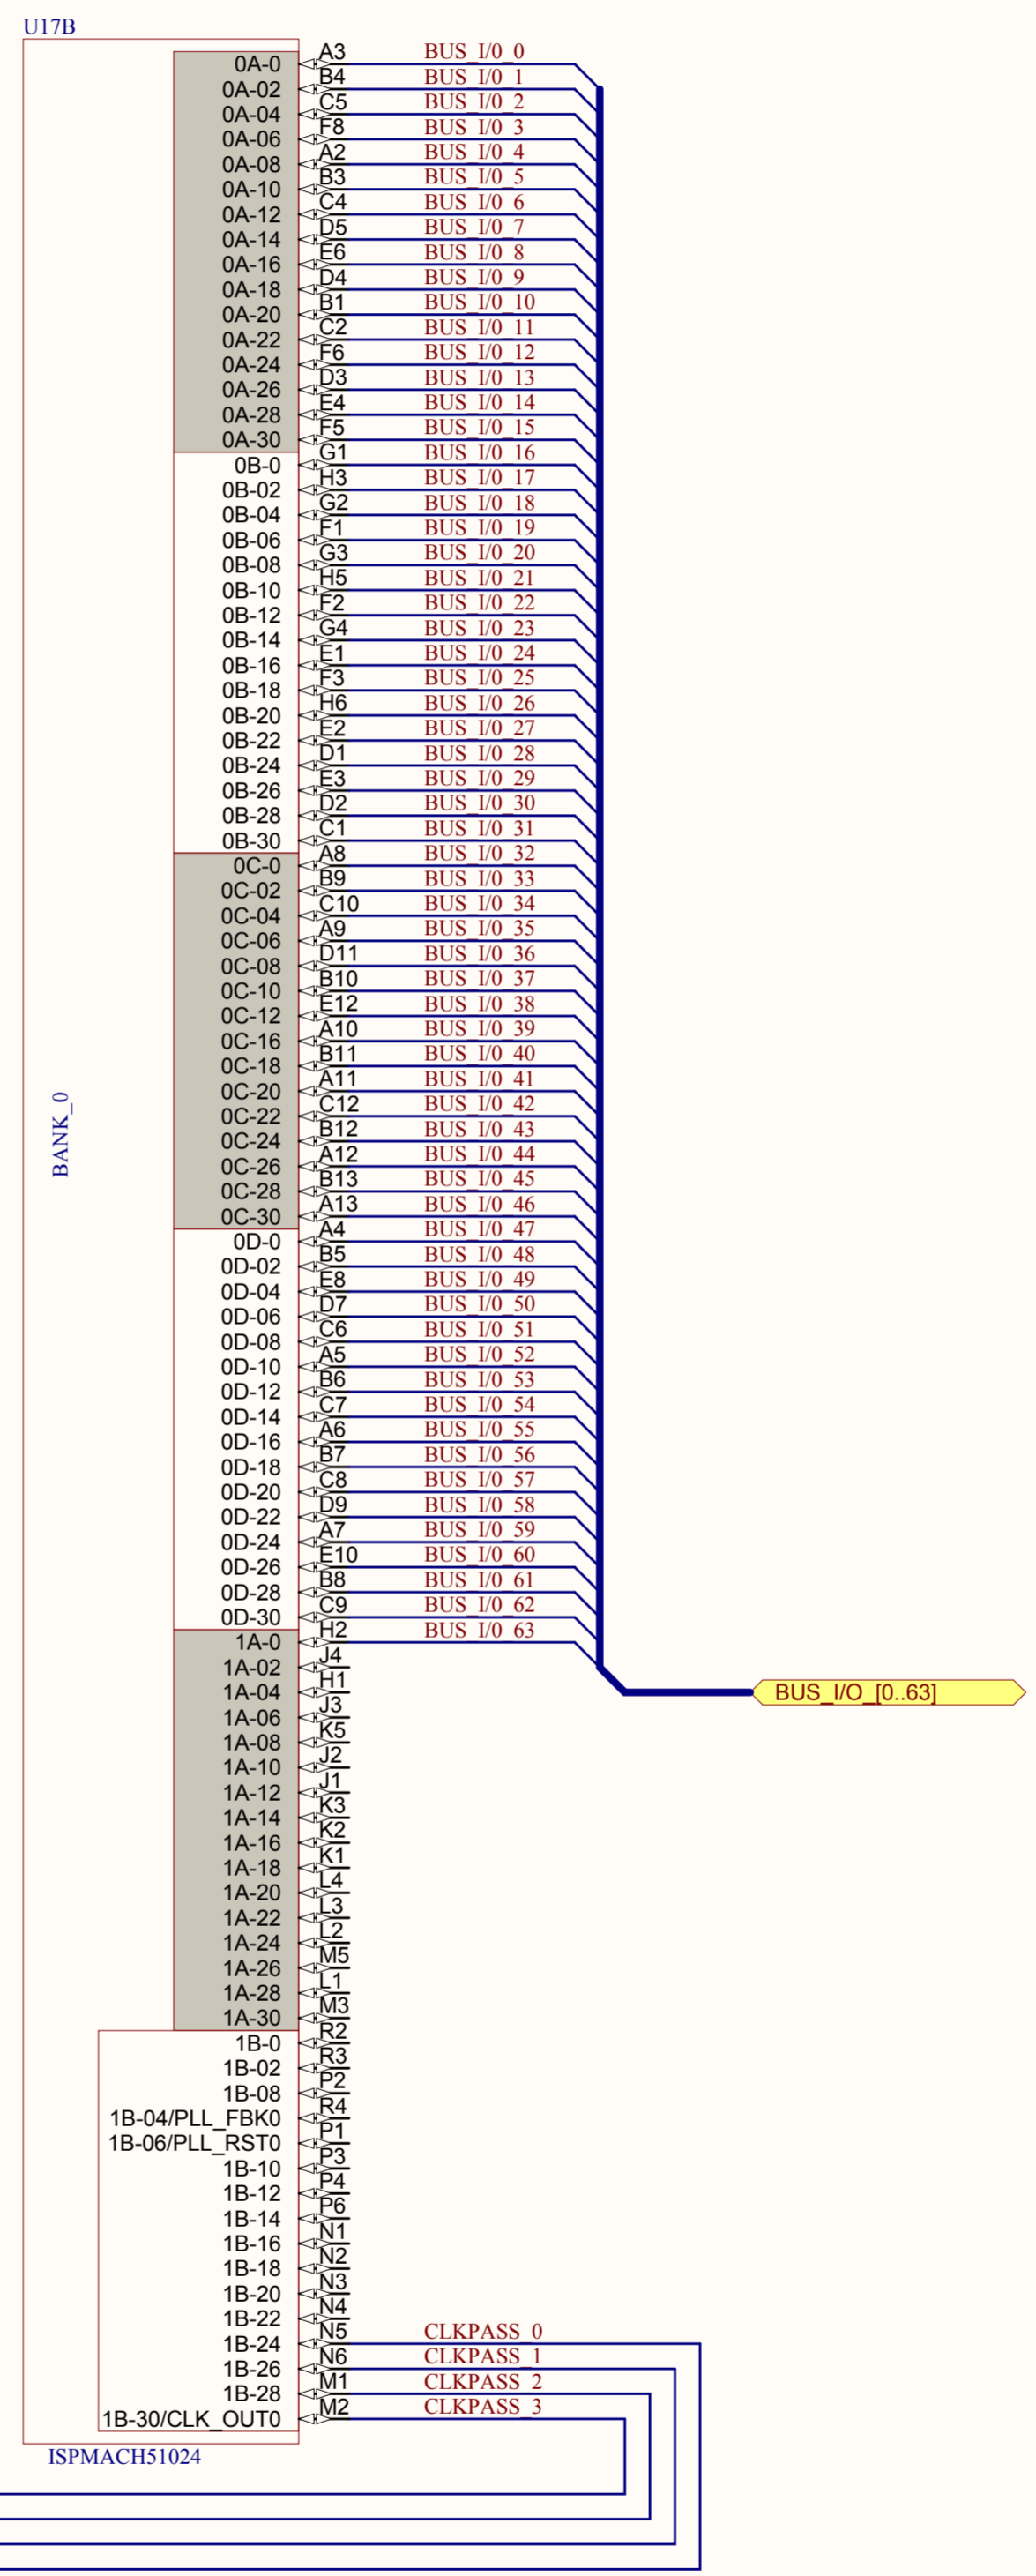 U17B
0A-0 A3 BUS_I/0_0
0A-02 B4 BUS_I/0_1
0A-04 C5 BUS_I/0_2
0A-06 F8 BUS_I/0_3
0A-08 A2 BUS_I/0_4
0A-10 B3 BUS_I/0_5
0A-12 C4 BUS_I/0_6
0A-14 D5 BUS_I/0_7
0A-16 E6 BUS_I/0_8
0A-18 D4 BUS_I/0_9
0A-20 B1 BUS_I/0_10
0A-22 C2 BUS_I/0_11
0A-24 F6 BUS_I/0_12
0A-26 D3 BUS_I/0_13
0A-28 E4 BUS_I/0_14
0A-30 F5 BUS_I/0_15
0B-0 G1 BUS_I/0_16
0B-02 H3 BUS_I/0_17
0B-04 G2 BUS_I/0_18
0B-06 F1 BUS_I/0_19
0B-08 G3 BUS_I/0_20
0B-10 H5 BUS_I/0_21
0B-12 F2 BUS_I/0_22
0B-14 G4 BUS_I/0_23
0B-16 E1 BUS_I/0_24
0B-18 F3 BUS_I/0_25
0B-20 H6 BUS_I/0_26
0B-22 E2 BUS_I/0_27
0B-24 D1 BUS_I/0_28
0B-26 E3 BUS_I/0_29
0B-28 D2 BUS_I/0_30
0B-30 C1 BUS_I/0_31
0C-0 A8 BUS_I/0_32
0C-02 B9 BUS_I/0_33
0C-04 C10 BUS_I/0_34
0C-06 A9 BUS_I/0_35
0C-08 D11 BUS_I/0_36
0C-10 B10 BUS_I/0_37
0C-12 E12 BUS_I/0_38
0C-16 A10 BUS_I/0_39
0C-18 B11 BUS_I/0_40
0C-20 A11 BUS_I/0_41
0C-22 C12 BUS_I/0_42
0C-24 B12 BUS_I/0_43
0C-26 A12 BUS_I/0_44
0C-28 B13 BUS_I/0_45
0C-30 A13 BUS_I/0_46
BANK_0
0D-0 A4 BUS_I/0_47
0D-02 B5 BUS_I/0_48
0D-04 E8 BUS_I/0_49
0D-06 D7 BUS_I/0_50
0D-08 C6 BUS_I/0_51
0D-10 A5 BUS_I/0_52
0D-12 B6 BUS_I/0_53
0D-14 C7 BUS_I/0_54
0D-16 A6 BUS_I/0_55
0D-18 B7 BUS_I/0_56
0D-20 C8 BUS_I/0_57
0D-22 D9 BUS_I/0_58
0D-24 A7 BUS_I/0_59
0D-26 E10 BUS_I/0_60
0D-28 B8 BUS_I/0_61
0D-30 C9 BUS_I/0_62
1A-0 H2 BUS_I/0_63
1A-02 J4
1A-04 H1
BUS_I/O_[0..63]
1A-06 J3
1A-08 K5
1A-10 J2
1A-12 J1
1A-14 K3
1A-16 K2
1A-18 K1
1A-20 L4
1A-22 L3
1A-24 L2
1A-26 M5
1A-28 L1
1A-30 M3
1B-0 R2
1B-02 R3
1B-08 P2
1B-04/PLL_FBK0 R4
1B-06/PLL_RST0 P1
1B-10 P3
1B-12 P4
1B-14 P6
1B-16 N1
1B-18 N2
1B-20 N3
1B-22 N4
1B-24 N5 CLKPASS_0
1B-26 N6 CLKPASS_1
1B-28 M1 CLKPASS_2
1B-30/CLK_OUT0 M2 CLKPASS_3
ISPMACH51024